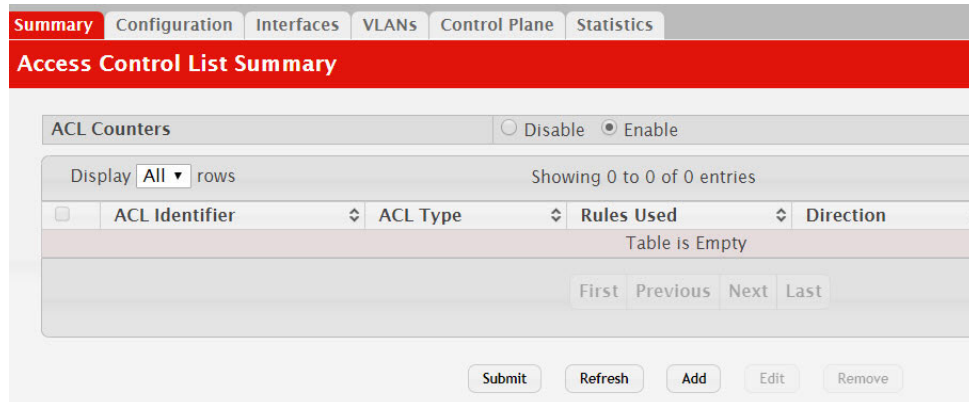 Summary Configuration Interfaces VLANs Control Plane Statistics
Access Control List Summary
ACL Counters Disable Enable
Display All rows Showing 0 to 0 of 0 entries
ACL Identifier ACL Type Rules Used Direction
Table is Empty
First Previous Next Last
Submit Refresh Add Edit Remove